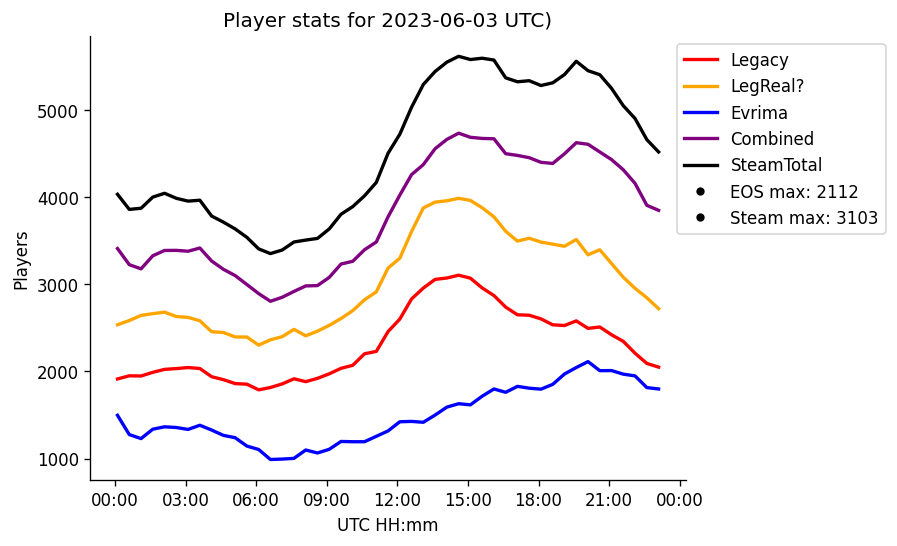 Player stats for 2023-06-03 UTC)
Legacy
LegReal?
Evrima
Combined
SteamTotal
EOS max: 2112
Steam max: 3103
Players
5000
4000
3000
2000
1000
00:00 03:00 06:00 09:00 12:00 15:00 18:00 21:00 00:00
UTC HH:mm